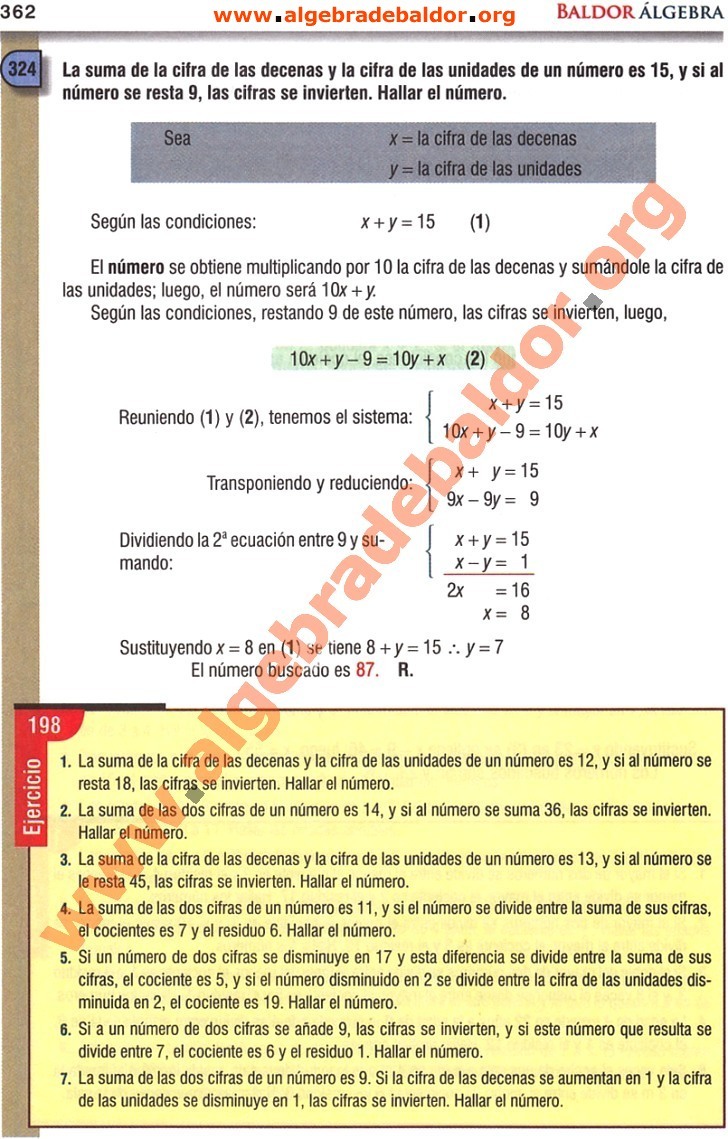 362
www.algebradebaldor.org
BALDOR ÁLGEBRA
324
La suma de la cifra de las decenas y la cifra de las unidades de un número es 15, y si al
número se resta 9, las cifras se invierten. Hallar el número.
Sea x = la cifra de las decenas
y = la cifra de las unidades
Según las condiciones: x + y = 15 (1)
El número se obtiene multiplicando por 10 la cifra de las decenas y sumándole la cifra de
las unidades; luego, el número será 10x + y.
Según las condiciones, restando 9 de este número, las cifras se invierten, luego,
10x + y – 9 = 10y + x (2)
Reuniendo (1) y (2), tenemos el sistema: { x + y = 15
10x + y – 9 = 10y + x
Transponiendo y reduciendo: { x + y = 15
9x – 9y = 9
Dividiendo la 2ª ecuación entre 9 y su-
mando:
{ x + y = 15
x – y = 1
2x = 16
x = 8
Sustituyendo x = 8 en (1) se tiene 8 + y = 15 ∴ y = 7
El número buscado es 87. R.
198
Ejercicio
1. La suma de la cifra de las decenas y la cifra de las unidades de un número es 12, y si al número se
resta 18, las cifras se invierten. Hallar el número.
2. La suma de las dos cifras de un número es 14, y si al número se suma 36, las cifras se invierten.
Hallar el número.
3. La suma de la cifra de las decenas y la cifra de las unidades de un número es 13, y si al número se
le resta 45, las cifras se invierten. Hallar el número.
4. La suma de las dos cifras de un número es 11, y si el número se divide entre la suma de sus cifras,
el cocientes es 7 y el residuo 6. Hallar el número.
5. Si un número de dos cifras se disminuye en 17 y esta diferencia se divide entre la suma de sus
cifras, el cociente es 5, y si el número disminuido en 2 se divide entre la cifra de las unidades dis-
minuida en 2, el cociente es 19. Hallar el número.
6. Si a un número de dos cifras se añade 9, las cifras se invierten, y si este número que resulta se
divide entre 7, el cociente es 6 y el residuo 1. Hallar el número.
7. La suma de las dos cifras de un número es 9. Si la cifra de las decenas se aumentan en 1 y la cifra
de las unidades se disminuye en 1, las cifras se invierten. Hallar el número.
www.algebradebaldor.org